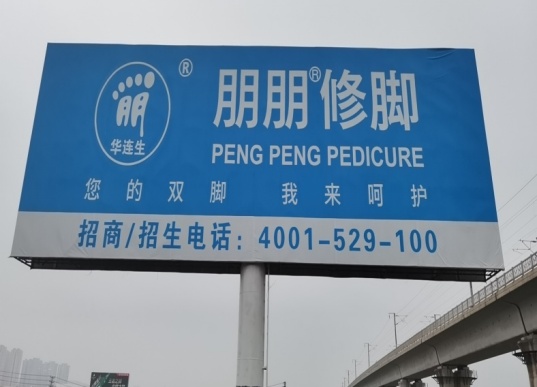 朋
华连生
®
朋朋®修脚
PENG PENG PEDICURE
您的双脚 我来呵护
招商/招生电话：4001-529-100